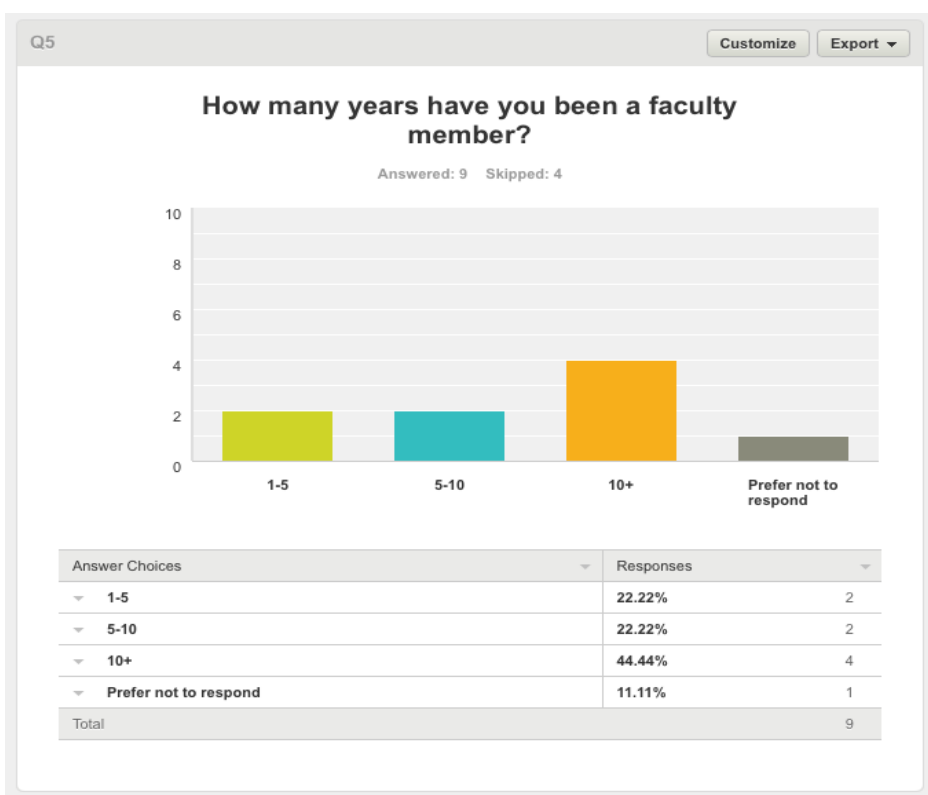 Q5
Customize
Export
How many years have you been a faculty
member?
Answered: 9 Skipped: 4
10
8
6
4
2
0
1-5
5-10
10+
Prefer not to
respond
Answer Choices
Responses
1-5 22.22% 2
5-10 22.22% 2
10+ 44.44% 4
Prefer not to respond 11.11% 1
Total 9